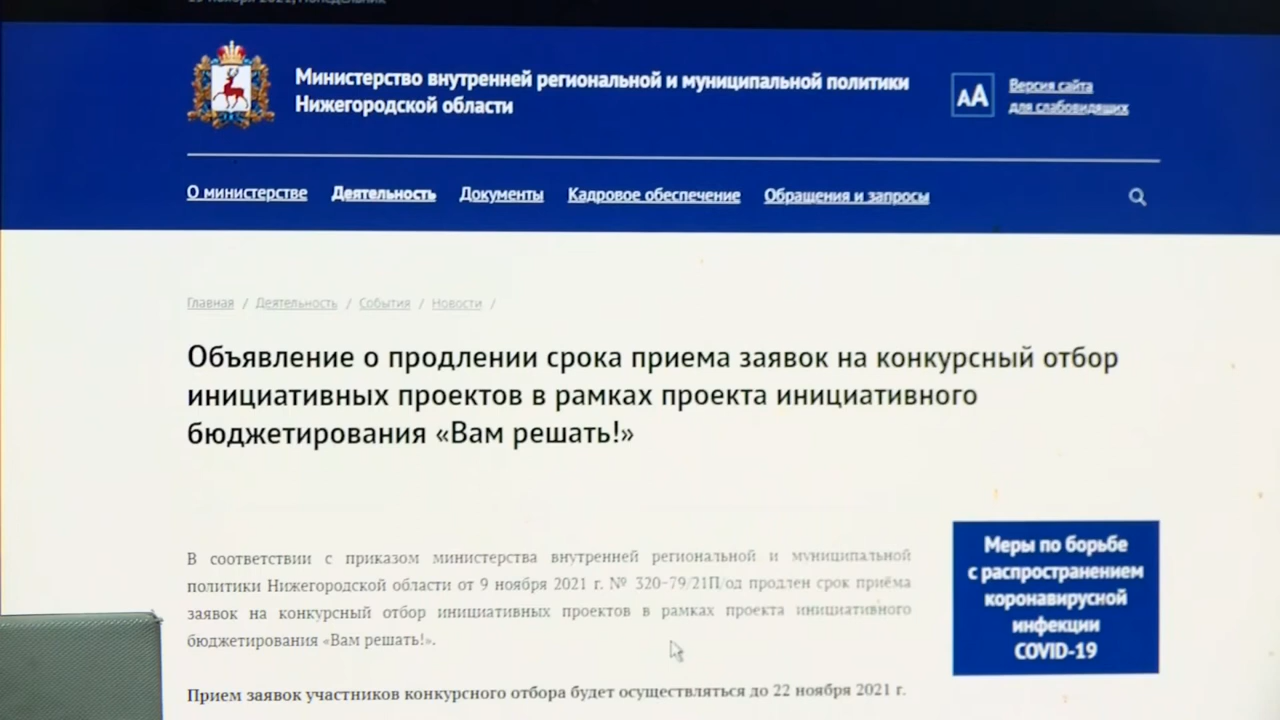 Министерство внутренней региональной и муниципальной политики
Нижегородской области
АА
Версия сайта
для слабовидящих
О министерстве Деятельность Документы Кадровое обеспечение Обращения и запросы
Главная / Деятельность / События / Новости /
Объявление о продлении срока приема заявок на конкурсный отбор
инициативных проектов в рамках проекта инициативного
бюджетирования «Вам решать!»
В соответствии с приказом министерства внутренней региональной и муниципальной
политики Нижегородской области от 9 ноября 2021 г. № 320-79/21П/од продлен срок приёма
заявок на конкурсный отбор инициативных проектов в рамках проекта инициативного
бюджетирования «Вам решать!».
Прием заявок участников конкурсного отбора будет осуществляться до 22 ноября 2021 г.
Меры по борьбе
с распространением
коронавирусной
инфекции
COVID-19